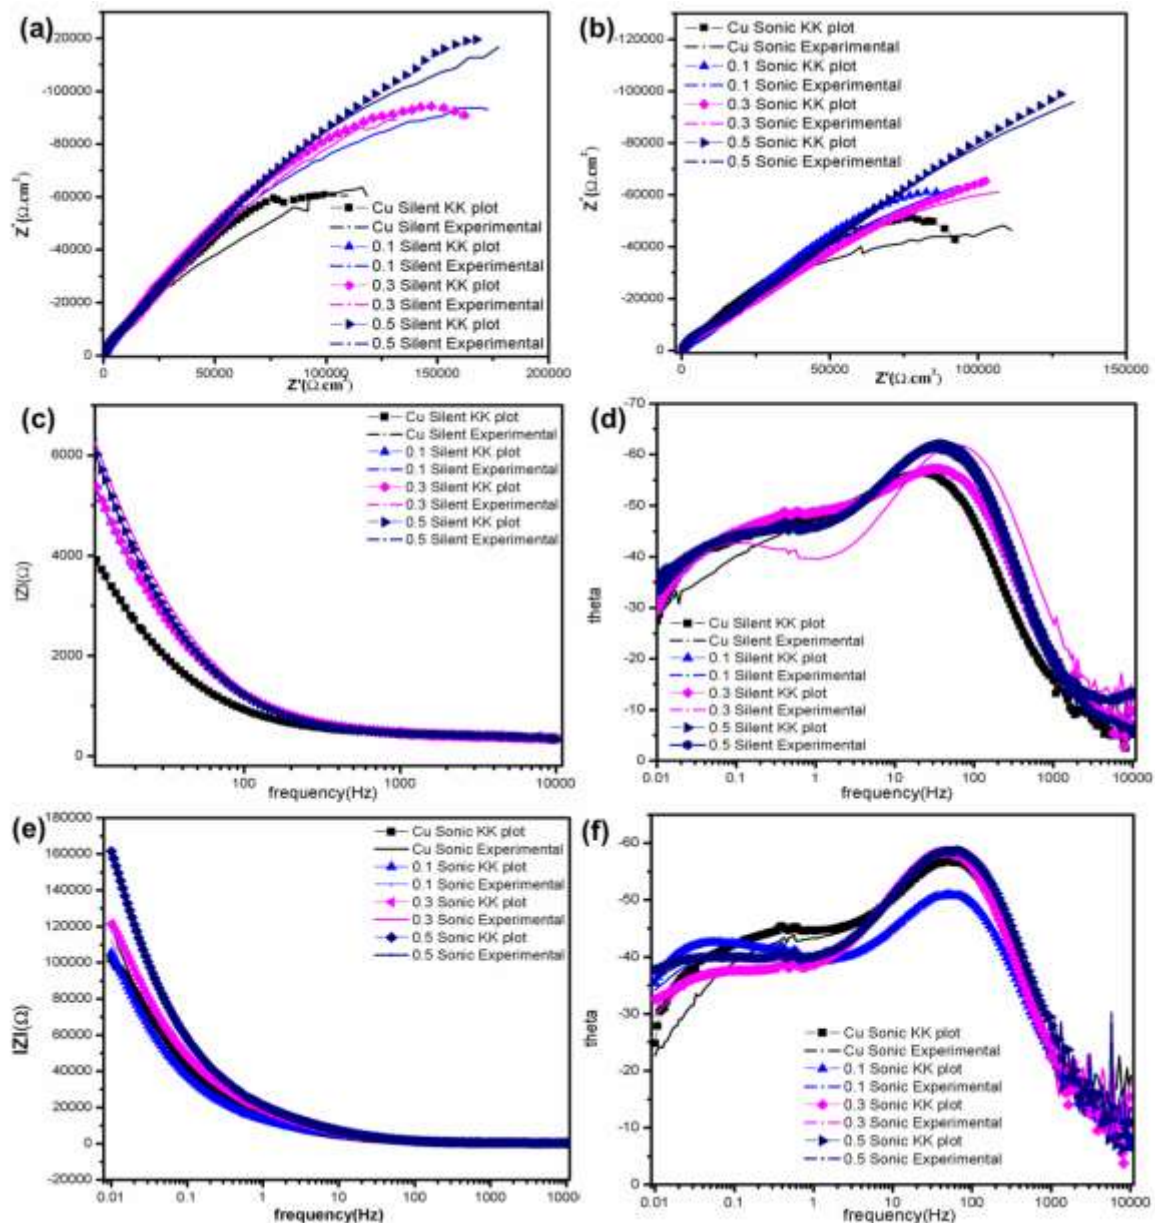 (a)
-120000
-100000
-80000
-60000
-40000
-20000
0
Z"(Ω.cm²)
Cu Silent KK plot
Cu Silent Experimental
0.1 Silent KK plot
0.1 Silent Experimental
0.3 Silent KK plot
0.3 Silent Experimental
0.5 Silent KK plot
0.5 Silent Experimental
0 50000 100000 150000 200000
Z'(Ω.cm²)
(b)
-120000
-100000
-80000
-60000
-40000
-20000
0
Z"(Ω.cm²)
Cu Sonic KK plot
Cu Sonic Experimental
0.1 Sonic KK plot
0.1 Sonic Experimental
0.3 Sonic KK plot
0.3 Sonic Experimental
0.5 Sonic KK plot
0.5 Sonic Experimental
0 50000 100000 150000
Z'(Ω.cm²)
(c)
6000
4000
2000
0
IZI(Ω)
Cu Silent KK plot
Cu Silent Experimental
0.1 Silent KK plot
0.1 Silent Experimental
0.3 Silent KK plot
0.3 Silent Experimental
0.5 Silent KK plot
0.5 Silent Experimental
100 1000 10000
frequency(Hz)
(d)
-70
-60
-50
-40
-30
-20
-10
0
theta
Cu Silent KK plot
Cu Silent Experimental
0.1 Silent KK plot
0.1 Silent Experimental
0.3 Silent KK plot
0.3 Silent Experimental
0.5 Silent KK plot
0.5 Silent Experimental
0.01 0.1 1 10 100 1000 10000
frequency(Hz)
(e)
180000
160000
140000
120000
100000
80000
60000
40000
20000
0
-20000
IZI(Ω)
Cu Sonic KK plot
Cu Sonic Experimental
0.1 Sonic KK plot
0.1 Sonic Experimental
0.3 Sonic KK plot
0.3 Sonic Experimental
0.5 Sonic KK plot
0.5 Sonic Experimental
0.01 0.1 1 10 100 1000 1000
frequency(Hz)
(f)
-60
-50
-40
-30
-20
-10
0
theta
Cu Sonic KK plot
Cu Sonic Experimental
0.1 Sonic KK plot
0.1 Sonic Experimental
0.3 Sonic KK plot
0.3 Sonic Experimental
0.5 Sonic KK plot
0.5 Sonic Experimental
0.01 0.1 1 10 100 1000 10000
frequency(Hz)